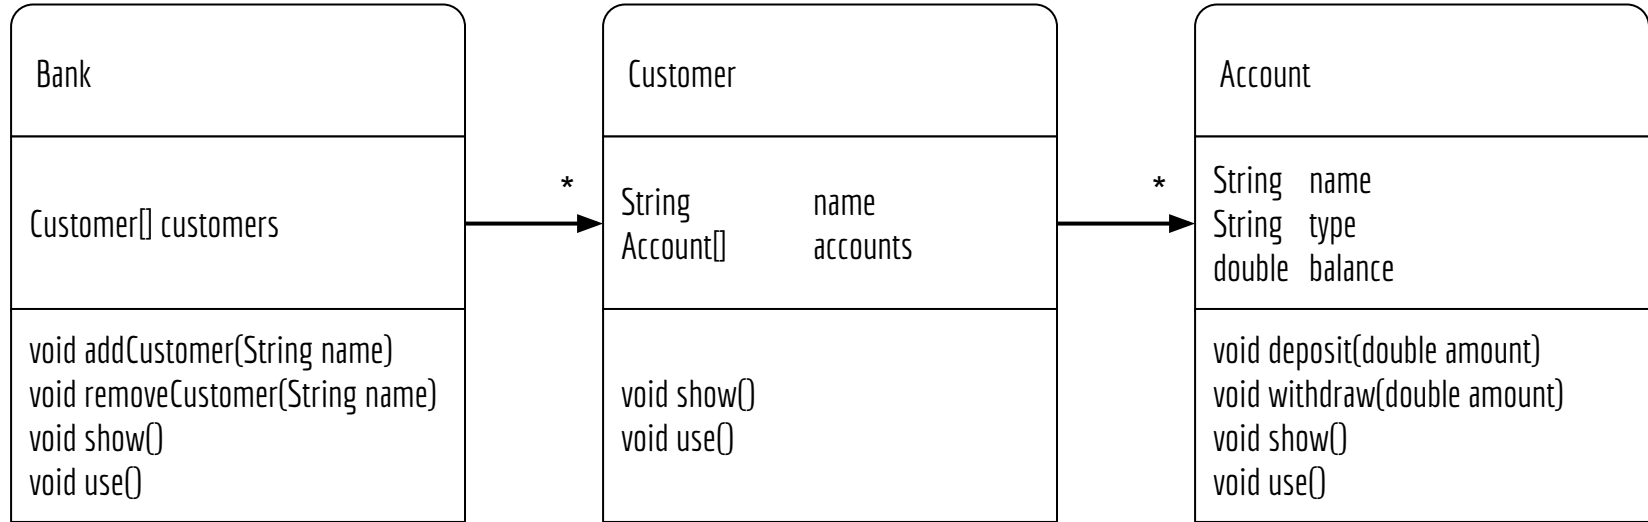 Bank
Customer[] customers
void addCustomer(String name)
void removeCustomer(String name)
void show()
void use()
*
Customer
String name
Account[] accounts
void show()
void use()
*
Account
String name
String type
double balance
void deposit(double amount)
void withdraw(double amount)
void show()
void use()